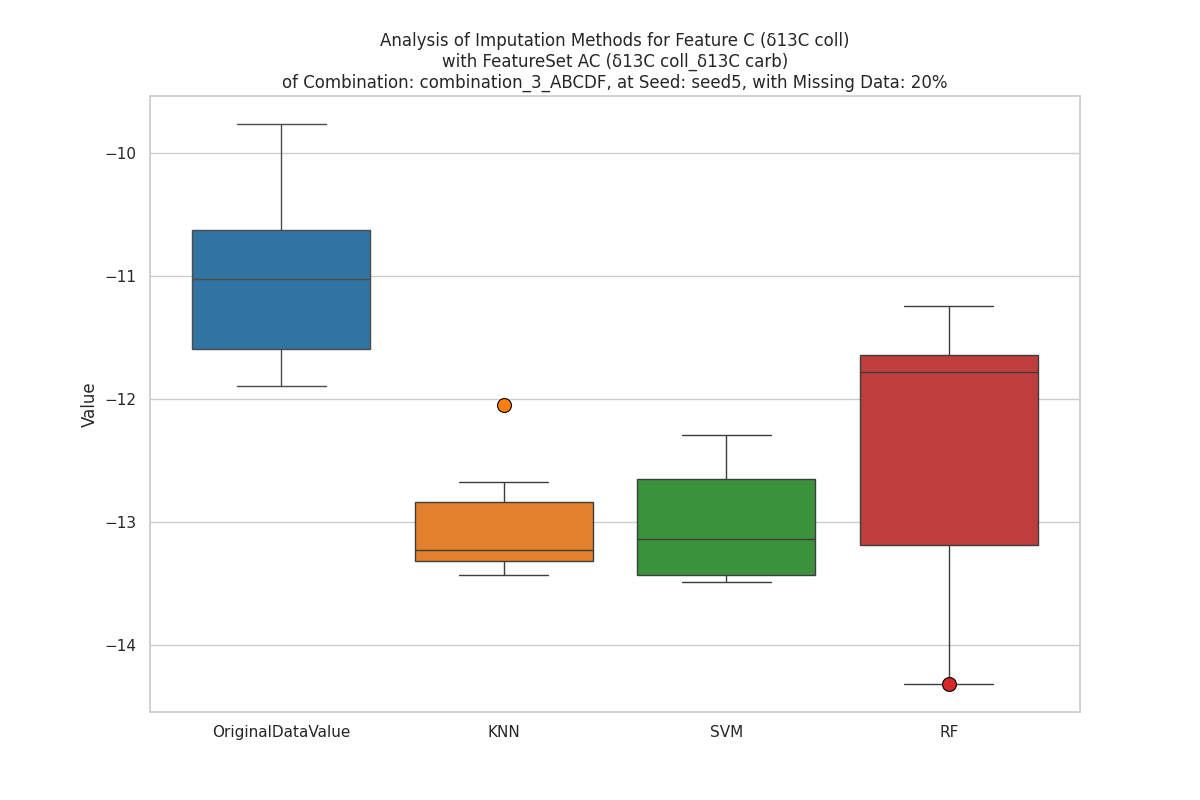 Analysis of Imputation Methods for Feature C (δ13C coll)
with FeatureSet AC (δ13C coll_δ13C carb)
of Combination: combination_3_ABCDF, at Seed: seed5, with Missing Data: 20%
Value
−10
−11
−12
−13
−14
OriginalDataValue
KNN
SVM
RF